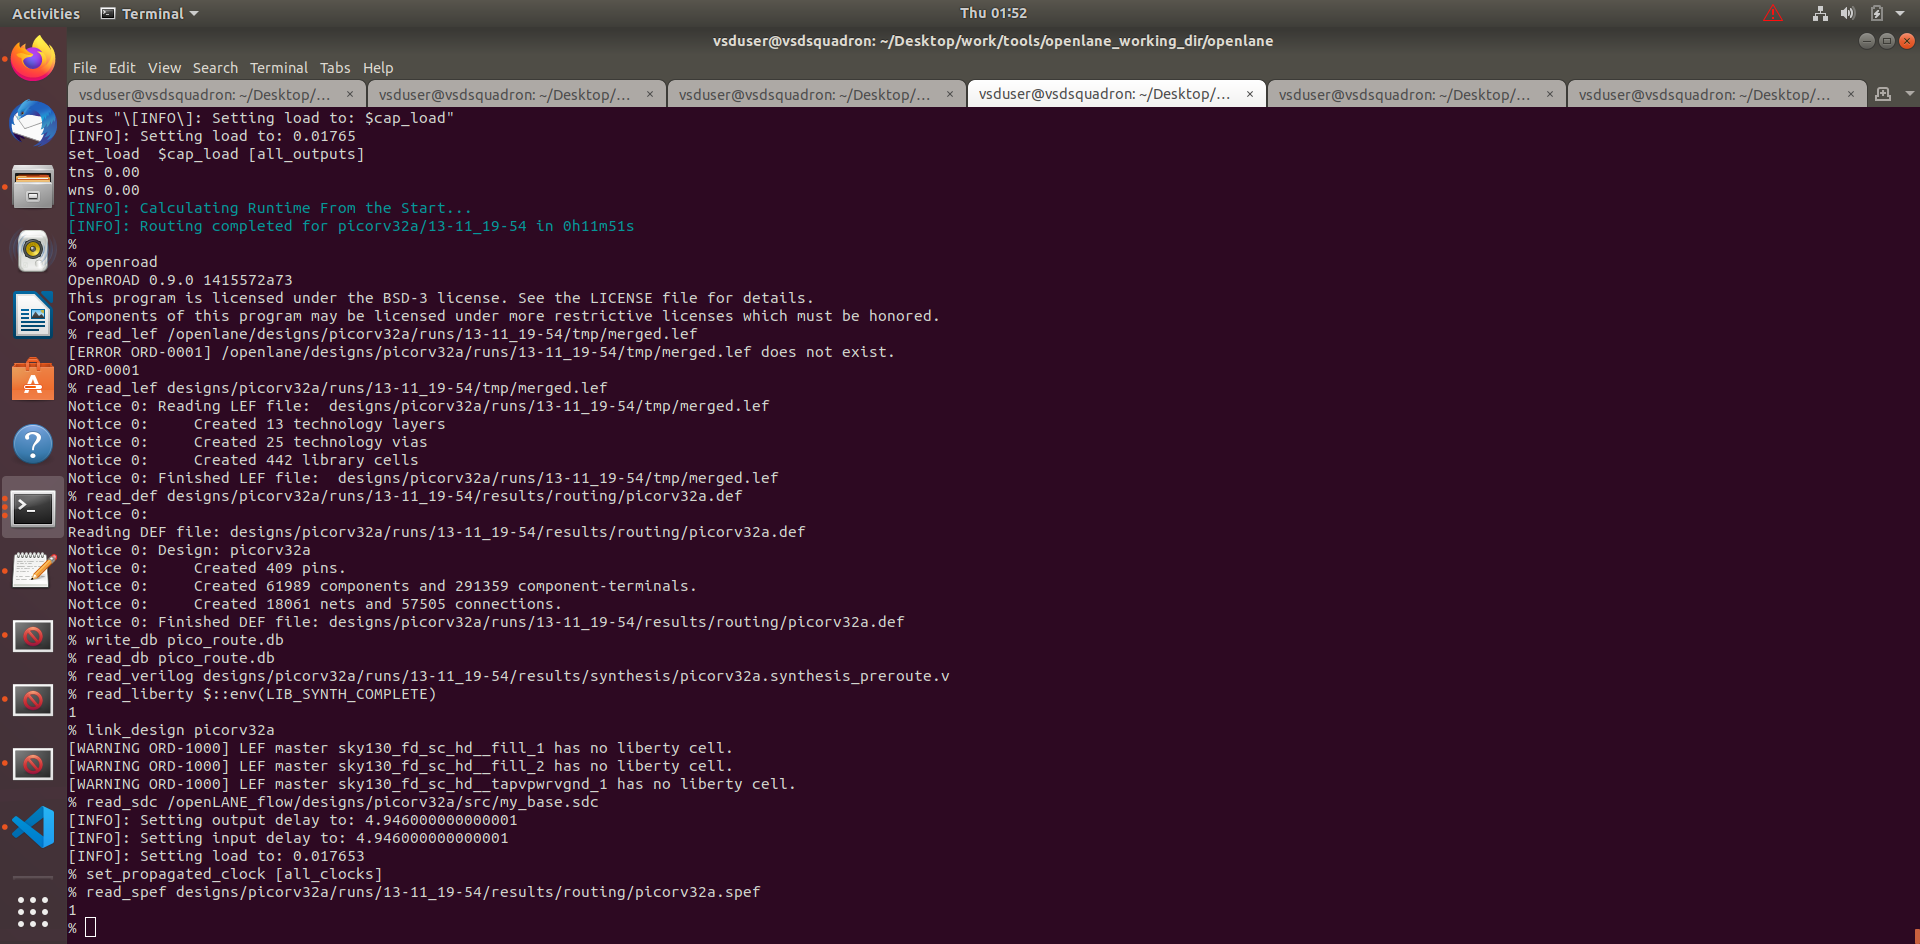 Activities Terminal Thu 01:52
vsduser@vsdsquadron: ~/Desktop/work/tools/openlane_working_dir/openlane
File Edit View Search Terminal Tabs Help
vsduser@vsdsquadron: ~/Desktop/... × vsduser@vsdsquadron: ~/Desktop/... × vsduser@vsdsquadron: ~/Desktop/... × vsduser@vsdsquadron: ~/Desktop/... × vsduser@vsdsquadron: ~/Desktop/... × vsduser@vsdsquadron: ~/Desktop/... ×
puts "\[INFO\]: Setting load to: $cap_load"
[INFO]: Setting load to: 0.01765
set_load  $cap_load [all_outputs]
tns 0.00
wns 0.00
[INFO]: Calculating Runtime From the Start...
[INFO]: Routing completed for picorv32a/13-11_19-54 in 0h11m51s
%
% openroad
OpenROAD 0.9.0 1415572a73
This program is licensed under the BSD-3 license. See the LICENSE file for details.
Components of this program may be licensed under more restrictive licenses which must be honored.
% read_lef /openlane/designs/picorv32a/runs/13-11_19-54/tmp/merged.lef
[ERROR ORD-0001] /openlane/designs/picorv32a/runs/13-11_19-54/tmp/merged.lef does not exist.
ORD-0001
% read_lef designs/picorv32a/runs/13-11_19-54/tmp/merged.lef
Notice 0: Reading LEF file:  designs/picorv32a/runs/13-11_19-54/tmp/merged.lef
Notice 0:     Created 13 technology layers
Notice 0:     Created 25 technology vias
Notice 0:     Created 442 library cells
Notice 0: Finished LEF file:  designs/picorv32a/runs/13-11_19-54/tmp/merged.lef
% read_def designs/picorv32a/runs/13-11_19-54/results/routing/picorv32a.def
Notice 0:
Reading DEF file: designs/picorv32a/runs/13-11_19-54/results/routing/picorv32a.def
Notice 0: Design: picorv32a
Notice 0:     Created 409 pins.
Notice 0:     Created 61989 components and 291359 component-terminals.
Notice 0:     Created 18061 nets and 57505 connections.
Notice 0: Finished DEF file: designs/picorv32a/runs/13-11_19-54/results/routing/picorv32a.def
% write_db pico_route.db
% read_db pico_route.db
% read_verilog designs/picorv32a/runs/13-11_19-54/results/synthesis/picorv32a.synthesis_preroute.v
% read_liberty $::env(LIB_SYNTH_COMPLETE)
1
% link_design picorv32a
[WARNING ORD-1000] LEF master sky130_fd_sc_hd__fill_1 has no liberty cell.
[WARNING ORD-1000] LEF master sky130_fd_sc_hd__fill_2 has no liberty cell.
[WARNING ORD-1000] LEF master sky130_fd_sc_hd__tapvpwrvgnd_1 has no liberty cell.
% read_sdc /openLANE_flow/designs/picorv32a/src/my_base.sdc
[INFO]: Setting output delay to: 4.946000000000001
[INFO]: Setting input delay to: 4.946000000000001
[INFO]: Setting load to: 0.017653
% set_propagated_clock [all_clocks]
% read_spef designs/picorv32a/runs/13-11_19-54/results/routing/picorv32a.spef
1
%